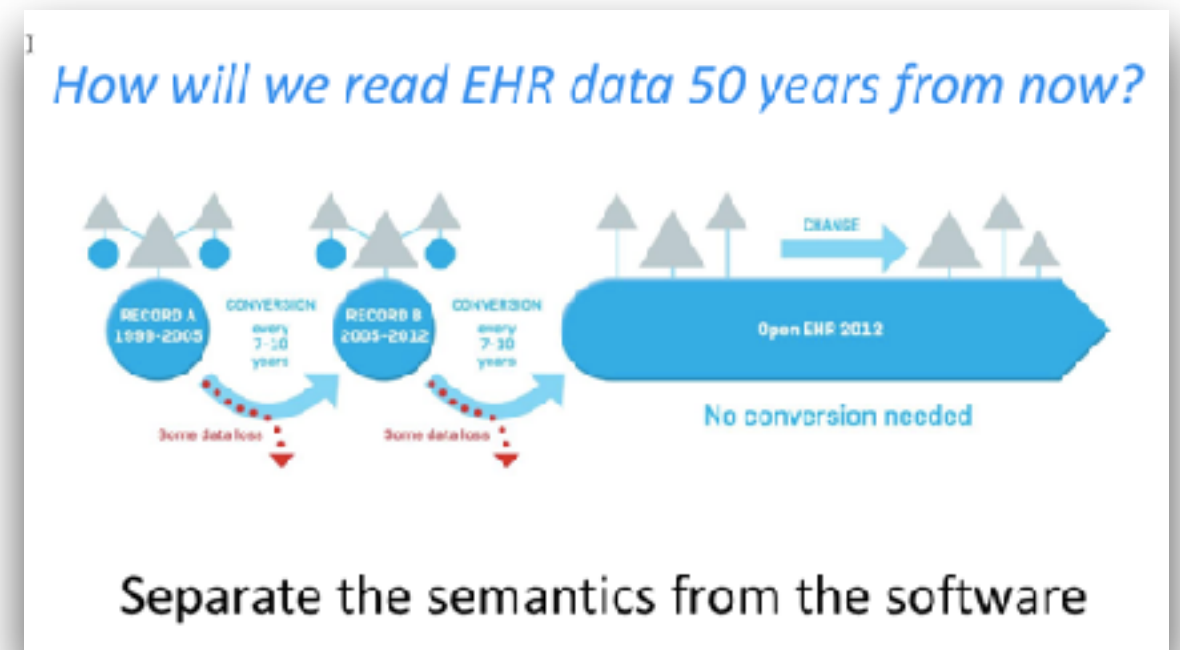 How will we read EHR data 50 years from now?
CHANGE
RECORD A
1999-2005
CONVERSION
every
7-10
years
RECORD B
2005-2012
CONVERSION
every
7-10
years
Open EHR 2012
Some data loss
Some data loss
No conversion needed
Separate the semantics from the software